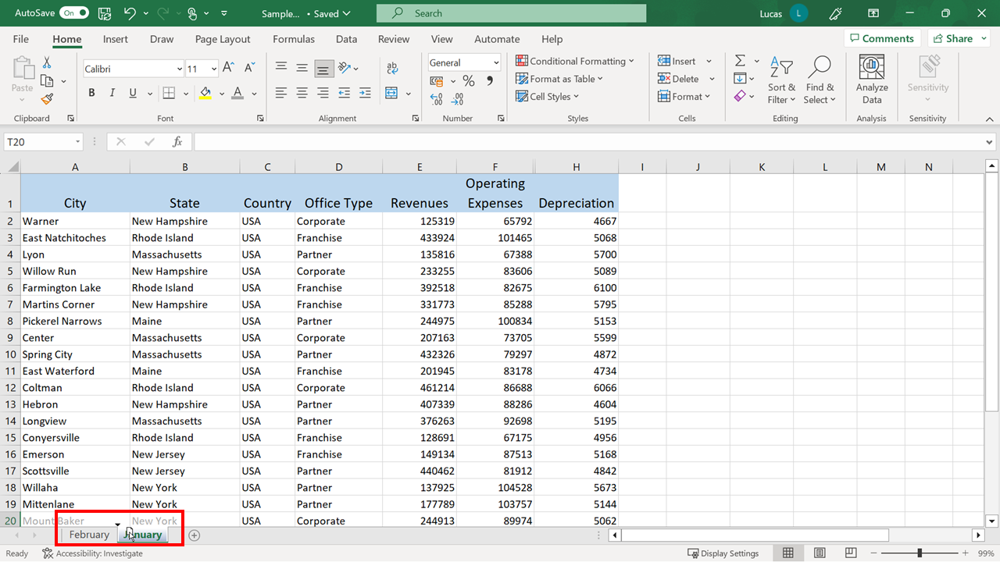 AutoSave On Sample... • Saved Search Lucas L
File Home Insert Draw Page Layout Formulas Data Review View Automate Help Comments Share
Paste Calibri 11 A A ab c General Conditional Formatting Insert Σ A Z Sort & Filter Find & Select Analyze Data Sensitivity
B I U A % , Format as Table Delete
.00 .0 Cell Styles Format
Clipboard Font Alignment Number Styles Cells Editing Analysis Sensitivity
T20 fx
A B C D E F H I J K L M N
1 City State Country Office Type Revenues Operating Expenses Depreciation
2 Warner New Hampshire USA Corporate 125319 65792 4667
3 East Natchitoches Rhode Island USA Franchise 433924 101465 5068
4 Lyon Massachusetts USA Partner 135816 67388 5700
5 Willow Run New Hampshire USA Corporate 233255 83606 5089
6 Farmington Lake Rhode Island USA Franchise 392518 82675 6100
7 Martins Corner New Hampshire USA Franchise 331773 85288 5795
8 Pickerel Narrows Maine USA Partner 244975 100834 5153
9 Center Massachusetts USA Corporate 207163 73705 5599
10 Spring City Massachusetts USA Partner 432326 79297 4872
11 East Waterford Maine USA Franchise 201945 83178 4734
12 Coltman Rhode Island USA Corporate 461214 86688 6066
13 Hebron New Hampshire USA Partner 407339 88286 4604
14 Longview Massachusetts USA Partner 376263 92698 5195
15 Conyersville Rhode Island USA Franchise 128691 67175 4956
16 Emerson New Jersey USA Franchise 149134 87513 5168
17 Scottsville New Jersey USA Partner 440462 81912 4842
18 Willaha New York USA Partner 137925 104528 5673
19 Mittenlane New York USA Partner 177789 103757 5144
20 Mount Baker New York USA Corporate 244913 89974 5062
February January
Ready Accessibility: Investigate Display Settings 99%